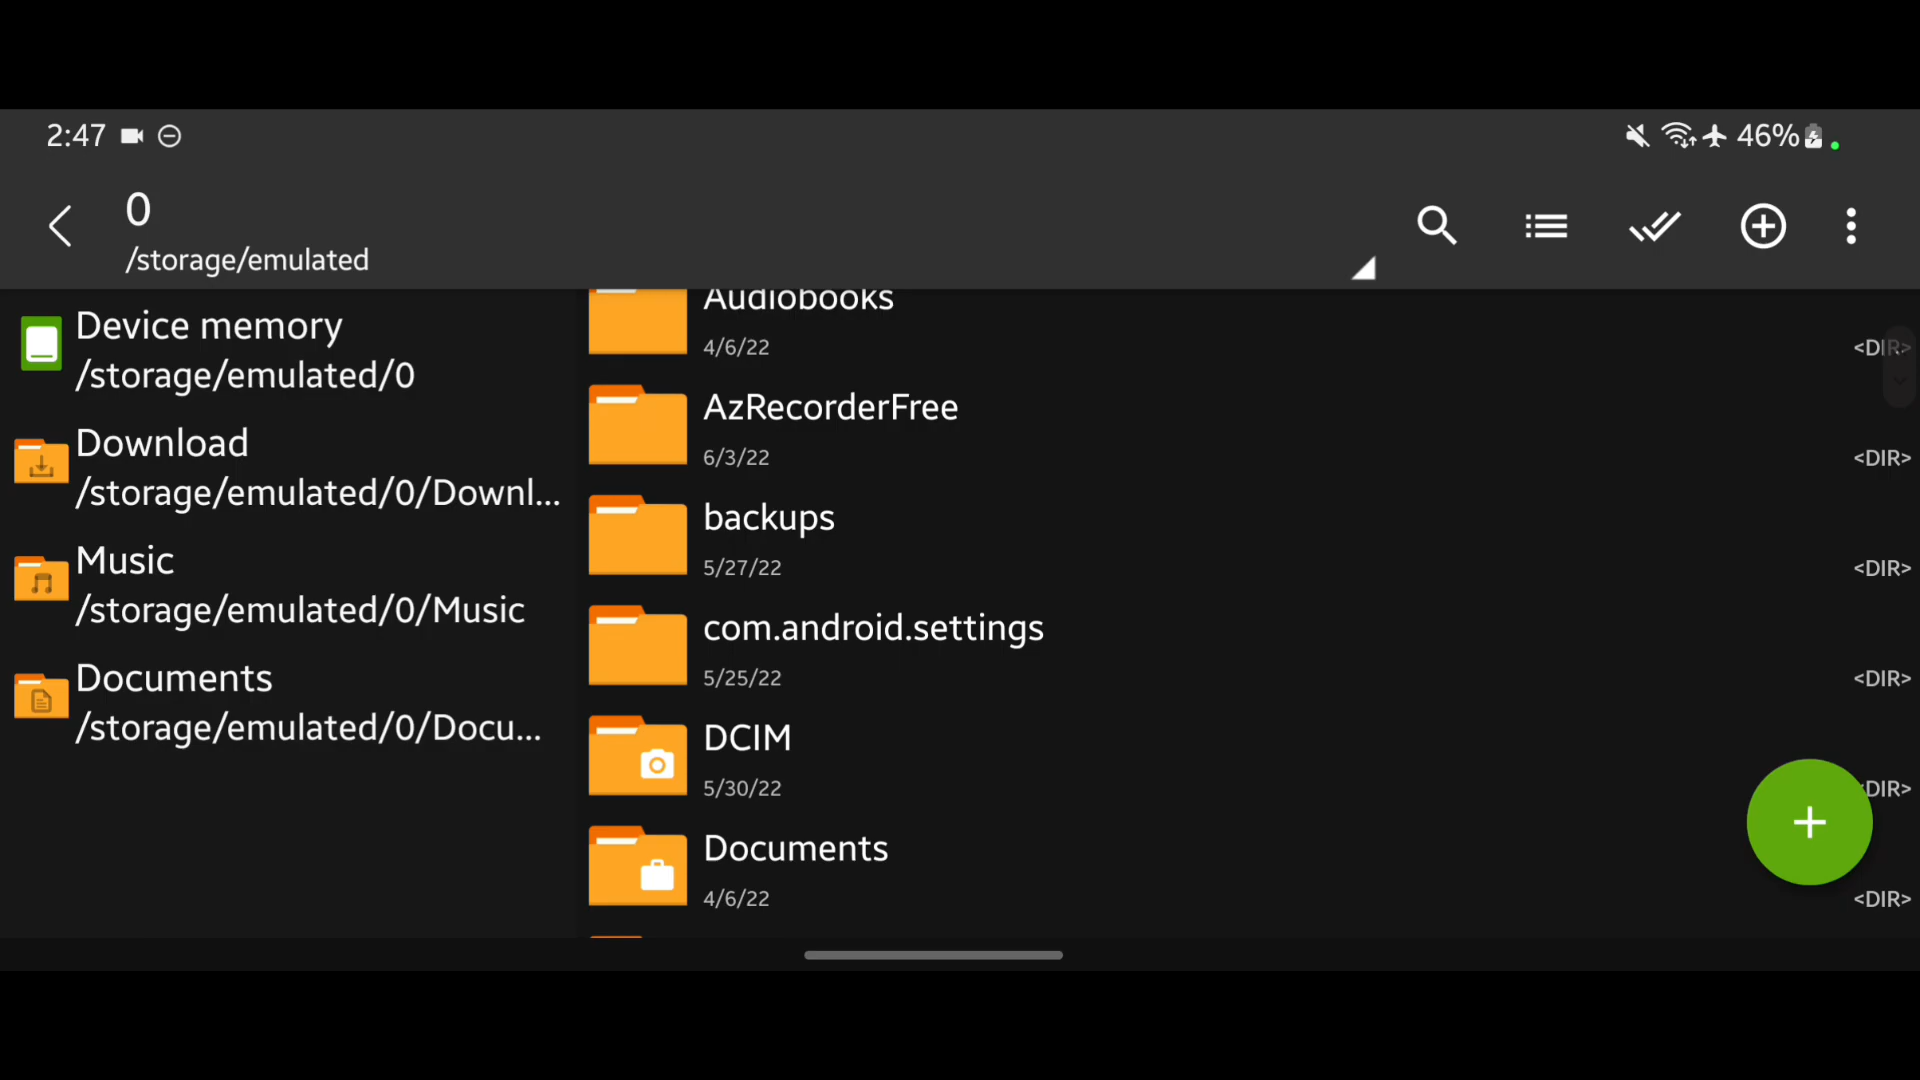 2:47
46%
0
/storage/emulated
Device memory
/storage/emulated/0
Download
/storage/emulated/0/Downl...
Music
/storage/emulated/0/Music
Documents
/storage/emulated/0/Docu...
Audiobooks
4/6/22
<DIR>
AzRecorderFree
6/3/22
<DIR>
backups
5/27/22
<DIR>
com.android.settings
5/25/22
<DIR>
DCIM
5/30/22
DIR>
Documents
4/6/22
<DIR>